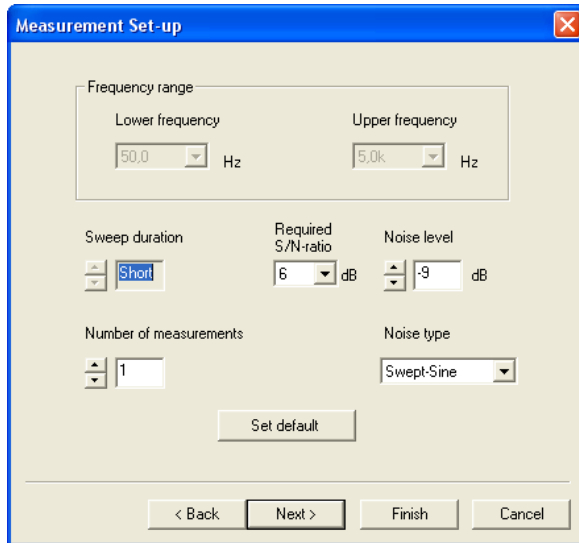 Measurement Set-up
Frequency range
Lower frequency Upper frequency
50,0 Hz 5,0k Hz
Sweep duration Required S/N-ratio Noise level
Short 6 dB -9 dB
Number of measurements Noise type
1 Swept-Sine
Set default
< Back Next > Finish Cancel